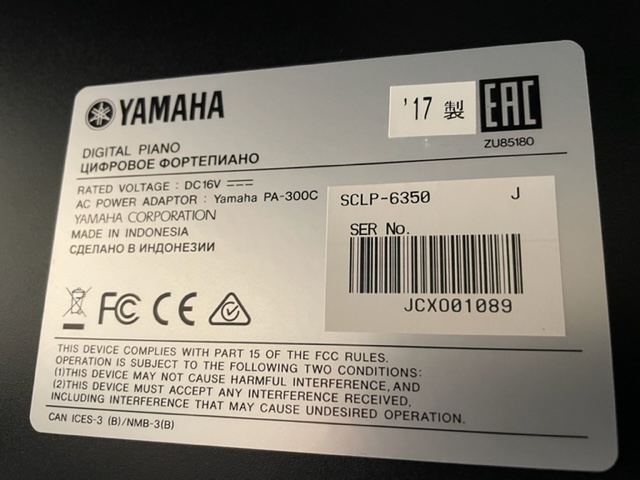 YAMAHA
'17 製
EAC
ZU85180
DIGITAL PIANO
ЦИФРОВОЕ ФОРТЕПИАНО
RATED VOLTAGE : DC16V
AC POWER ADAPTOR : Yamaha PA-300C
YAMAHA CORPORATION
MADE IN INDONESIA
СДЕЛАНО В ИНДОНЕЗИИ
SCLP-6350 J
SER No.
JCXO01089
FC CE
THIS DEVICE COMPLIES WITH PART 15 OF THE FCC RULES.
OPERATION IS SUBJECT TO THE FOLLOWING TWO CONDITIONS:
(1)THIS DEVICE MAY NOT CAUSE HARMFUL INTERFERENCE, AND
(2)THIS DEVICE MUST ACCEPT ANY INTERFERENCE RECEIVED,
INCLUDING INTERFERENCE THAT MAY CAUSE UNDESIRED OPERATION.
CAN ICES-3 (B)/NMB-3(B)